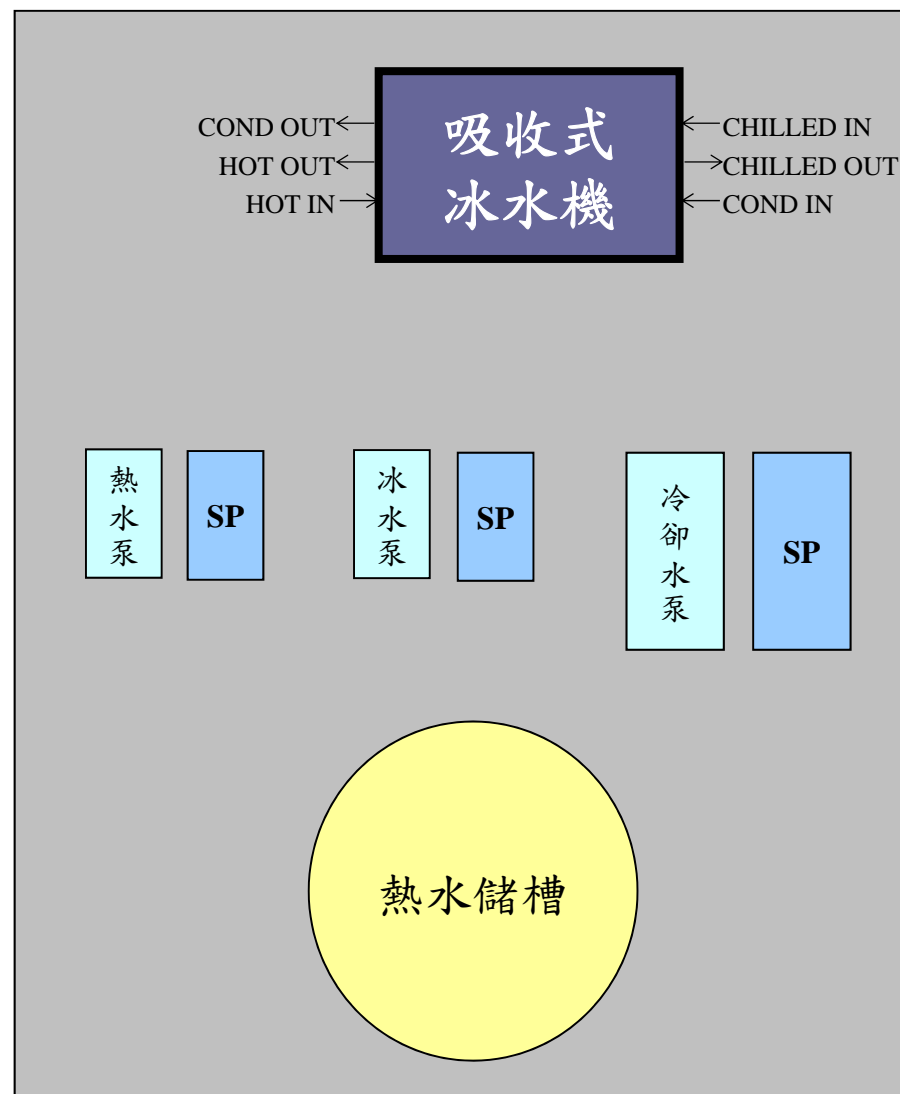 吸收式
冰水機
COND OUT
HOT OUT
HOT IN
CHILLED IN
CHILLED OUT
COND IN
熱水泵
SP
冰水泵
SP
冷卻水泵
SP
熱水儲槽